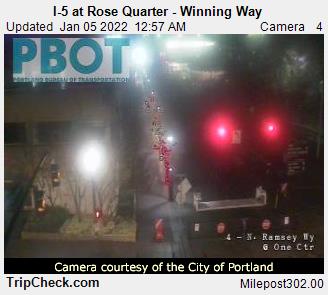 I-5 at Rose Quarter - Winning Way
Updated Jan 05 2022 12:57 AM Camera 4
PBOT
PORTLAND BUREAU OF TRANSPORTATION
4 - N. Ramsey Wy
@ One Ctr
Camera courtesy of the City of Portland
TripCheck.com Milepost302.00